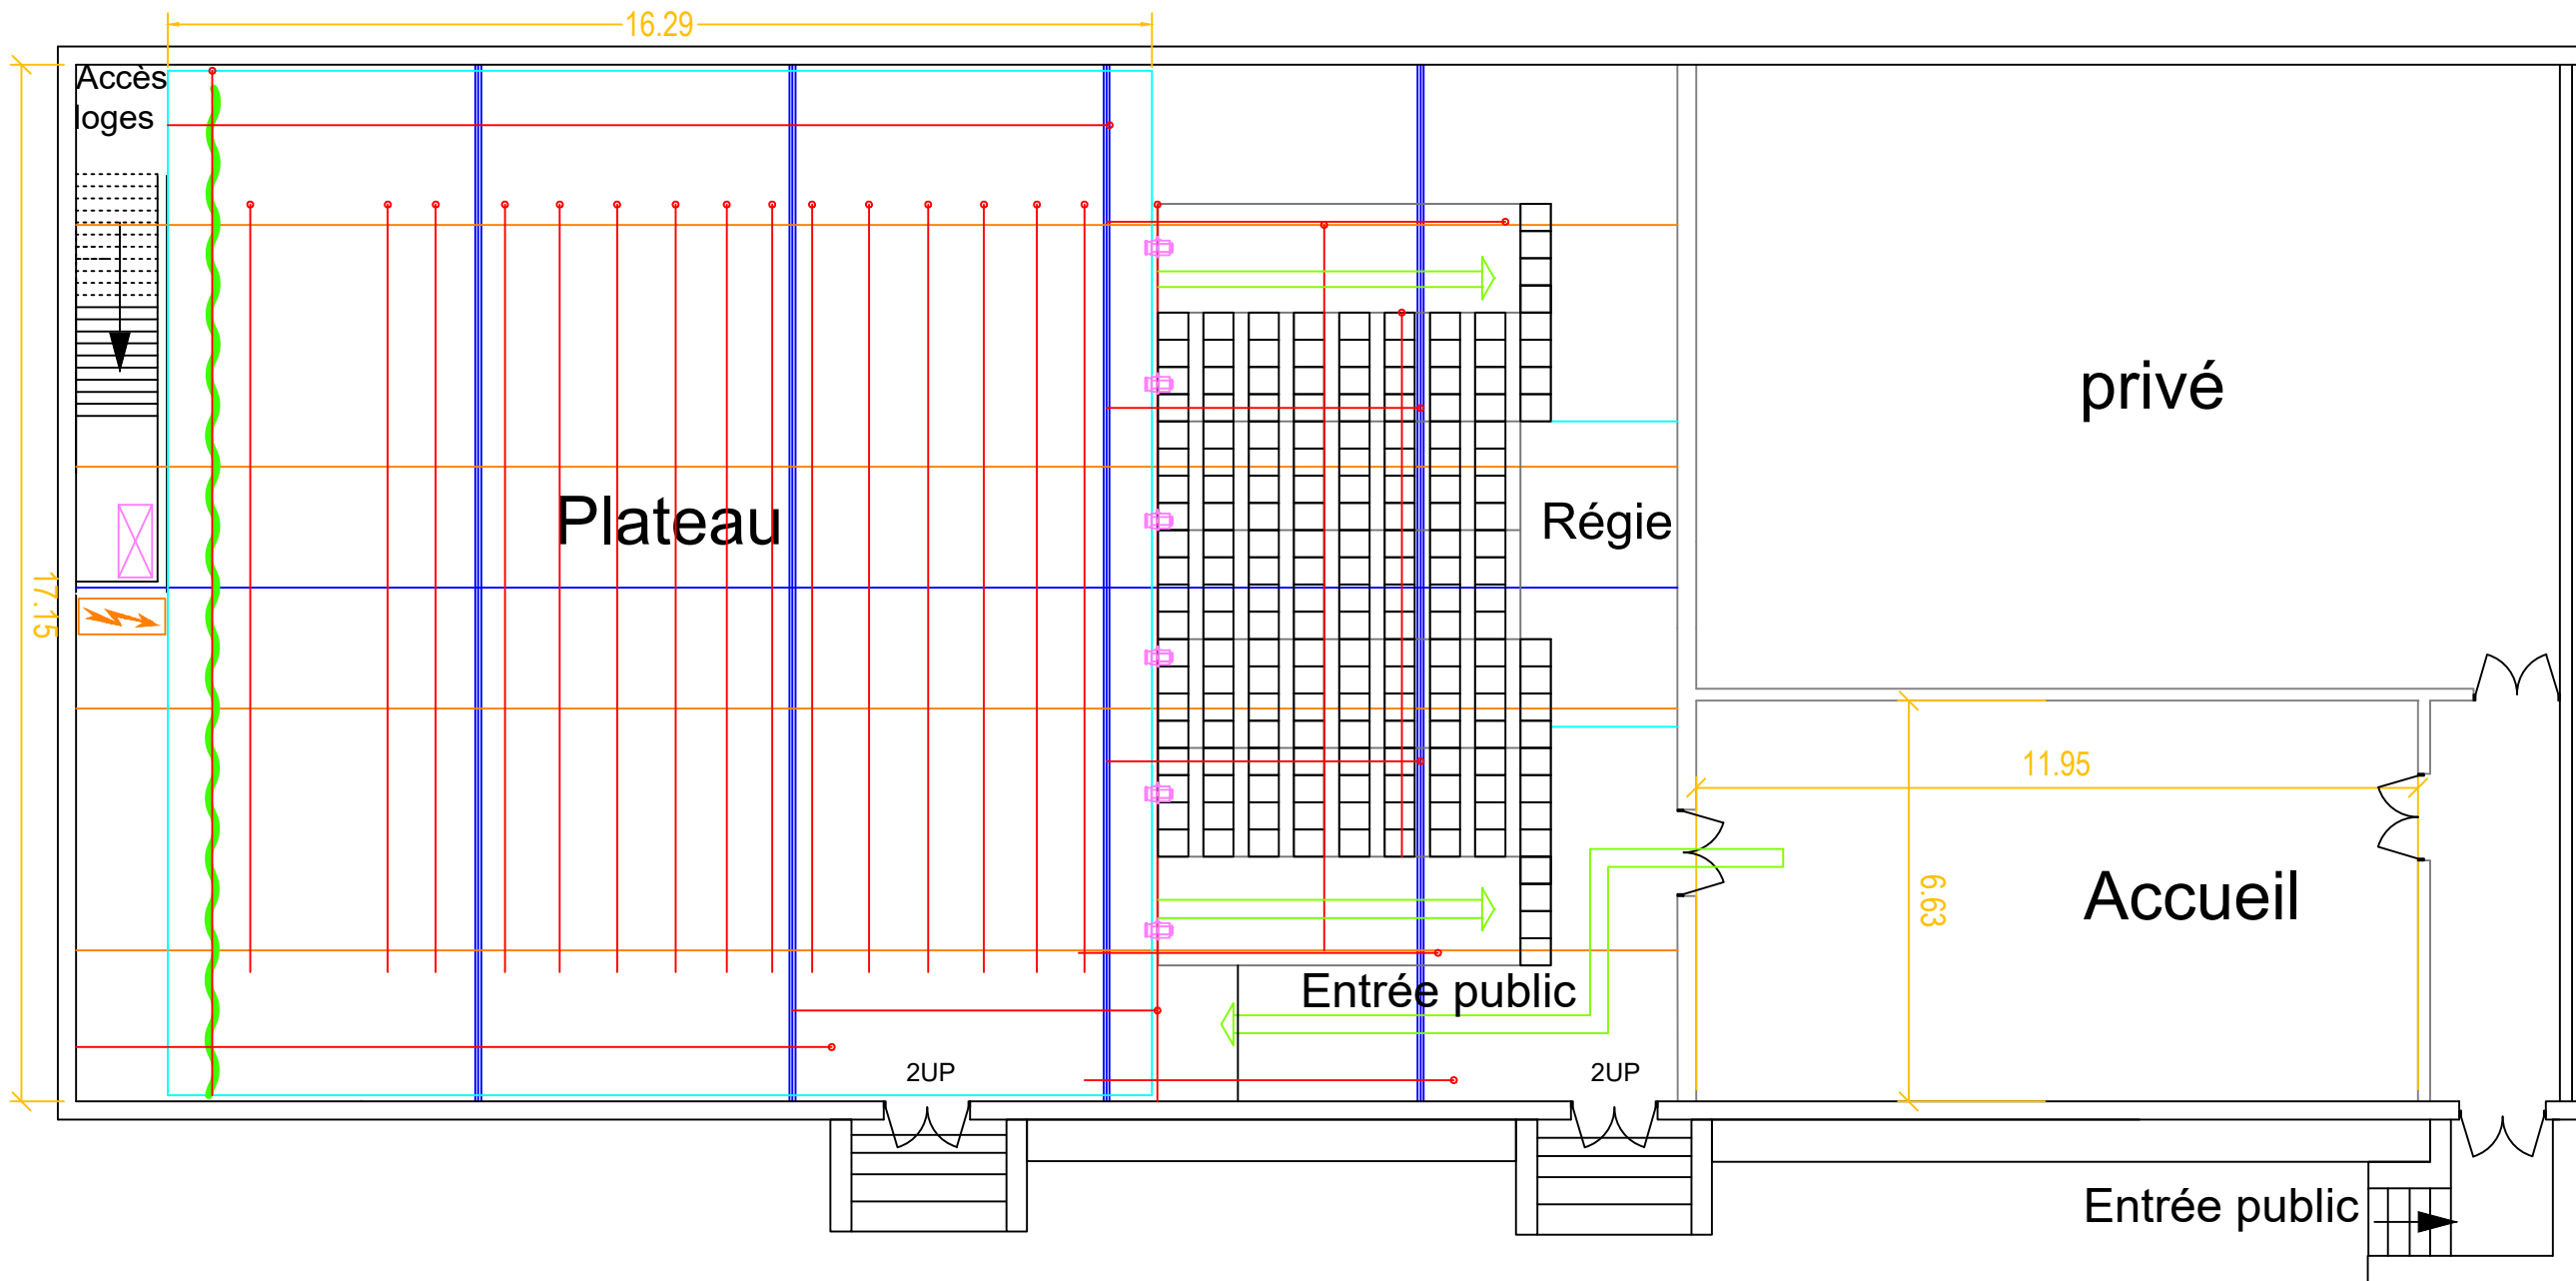 16.29
Accès
loges
privé
Plateau
Régie
17.15
11.95
6.63
Accueil
Entrée public
2UP
2UP
Entrée public